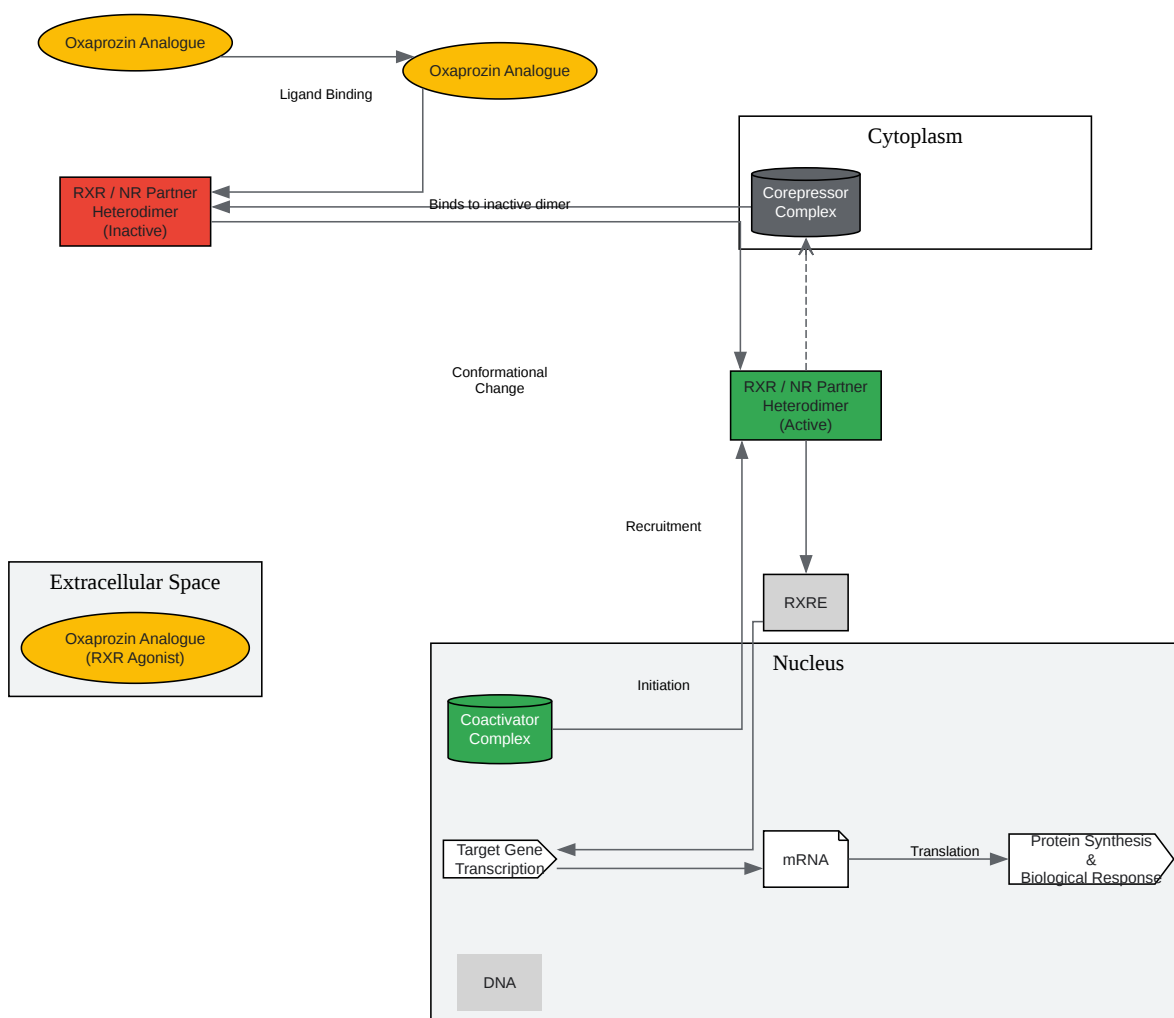 Oxaprozin Analogue
Oxaprozin Analogue
Ligand Binding
Cytoplasm
RXR / NR Partner
Heterodimer
(Inactive)
Binds to inactive dimer
Corepressor
Complex
Conformational
Change
RXR / NR Partner
Heterodimer
(Active)
Recruitment
Extracellular Space
Oxaprozin Analogue
(RXR Agonist)
RXRE
Nucleus
Initiation
Coactivator
Complex
Target Gene
Transcription
mRNA
Translation
Protein Synthesis
&
Biological Response
DNA